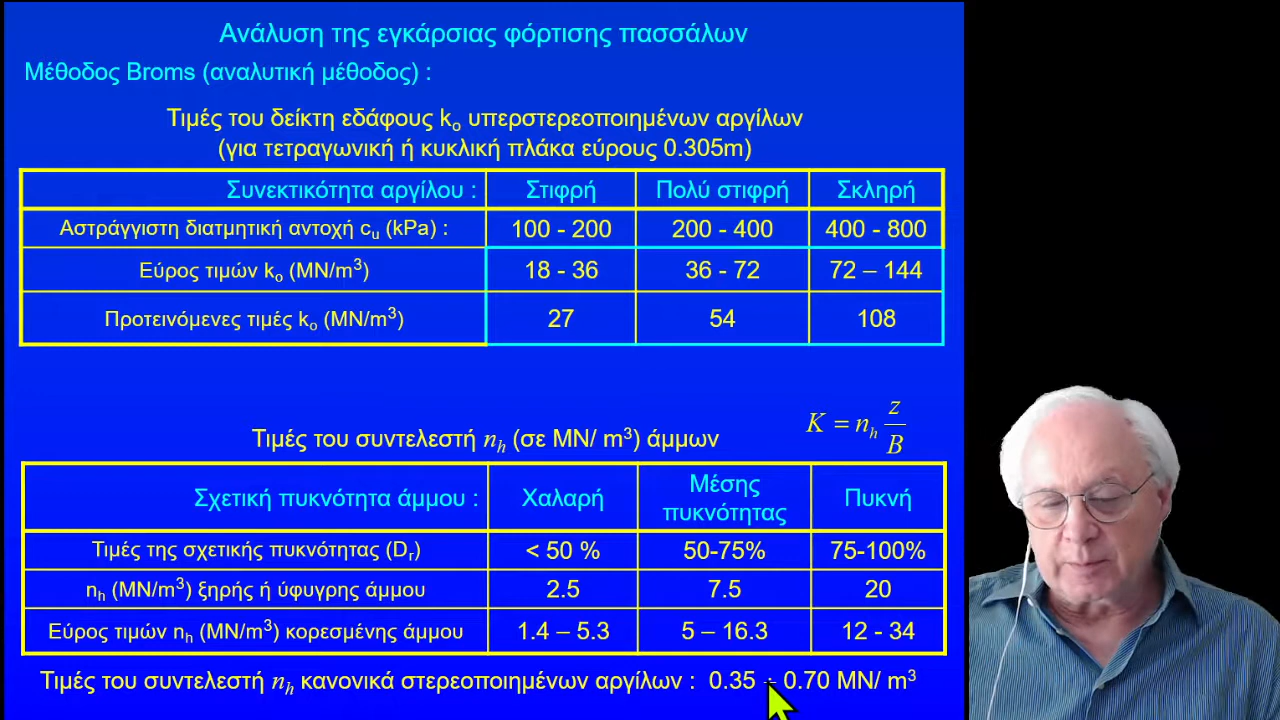 Ανάλυση της εγκάρσιας φόρτισης πασσάλων
Μέθοδος Broms (αναλυτική μέθοδος) :
Τιμές του δείκτη εδάφους kₒ υπερστερεοποιημένων αργίλων
(για τετραγωνική ή κυκλική πλάκα εύρους 0.305m)
Συνεκτικότητα αργίλου : Στιφρή Πολύ στιφρή Σκληρή
Αστράγγιστη διατμητική αντοχή cᵤ (kPa) : 100 - 200 200 - 400 400 - 800
Εύρος τιμών kₒ (MN/m³) 18 - 36 36 - 72 72 – 144
Προτεινόμενες τιμές kₒ (MN/m³) 27 54 108
K = nₕ z/B
Τιμές του συντελεστή nₕ (σε MN/ m³) άμμων
Σχετική πυκνότητα άμμου : Χαλαρή Μέσης πυκνότητας Πυκνή
Τιμές της σχετικής πυκνότητας (Dᵣ) < 50 % 50-75% 75-100%
nₕ (MN/m³) ξηρής ή ύφυγρης άμμου 2.5 7.5 20
Εύρος τιμών nₕ (MN/m³) κορεσμένης άμμου 1.4 – 5.3 5 – 16.3 12 - 34
Τιμές του συντελεστή nₕ κανονικά στερεοποιημένων αργίλων : 0.35 ÷ 0.70 MN/ m³